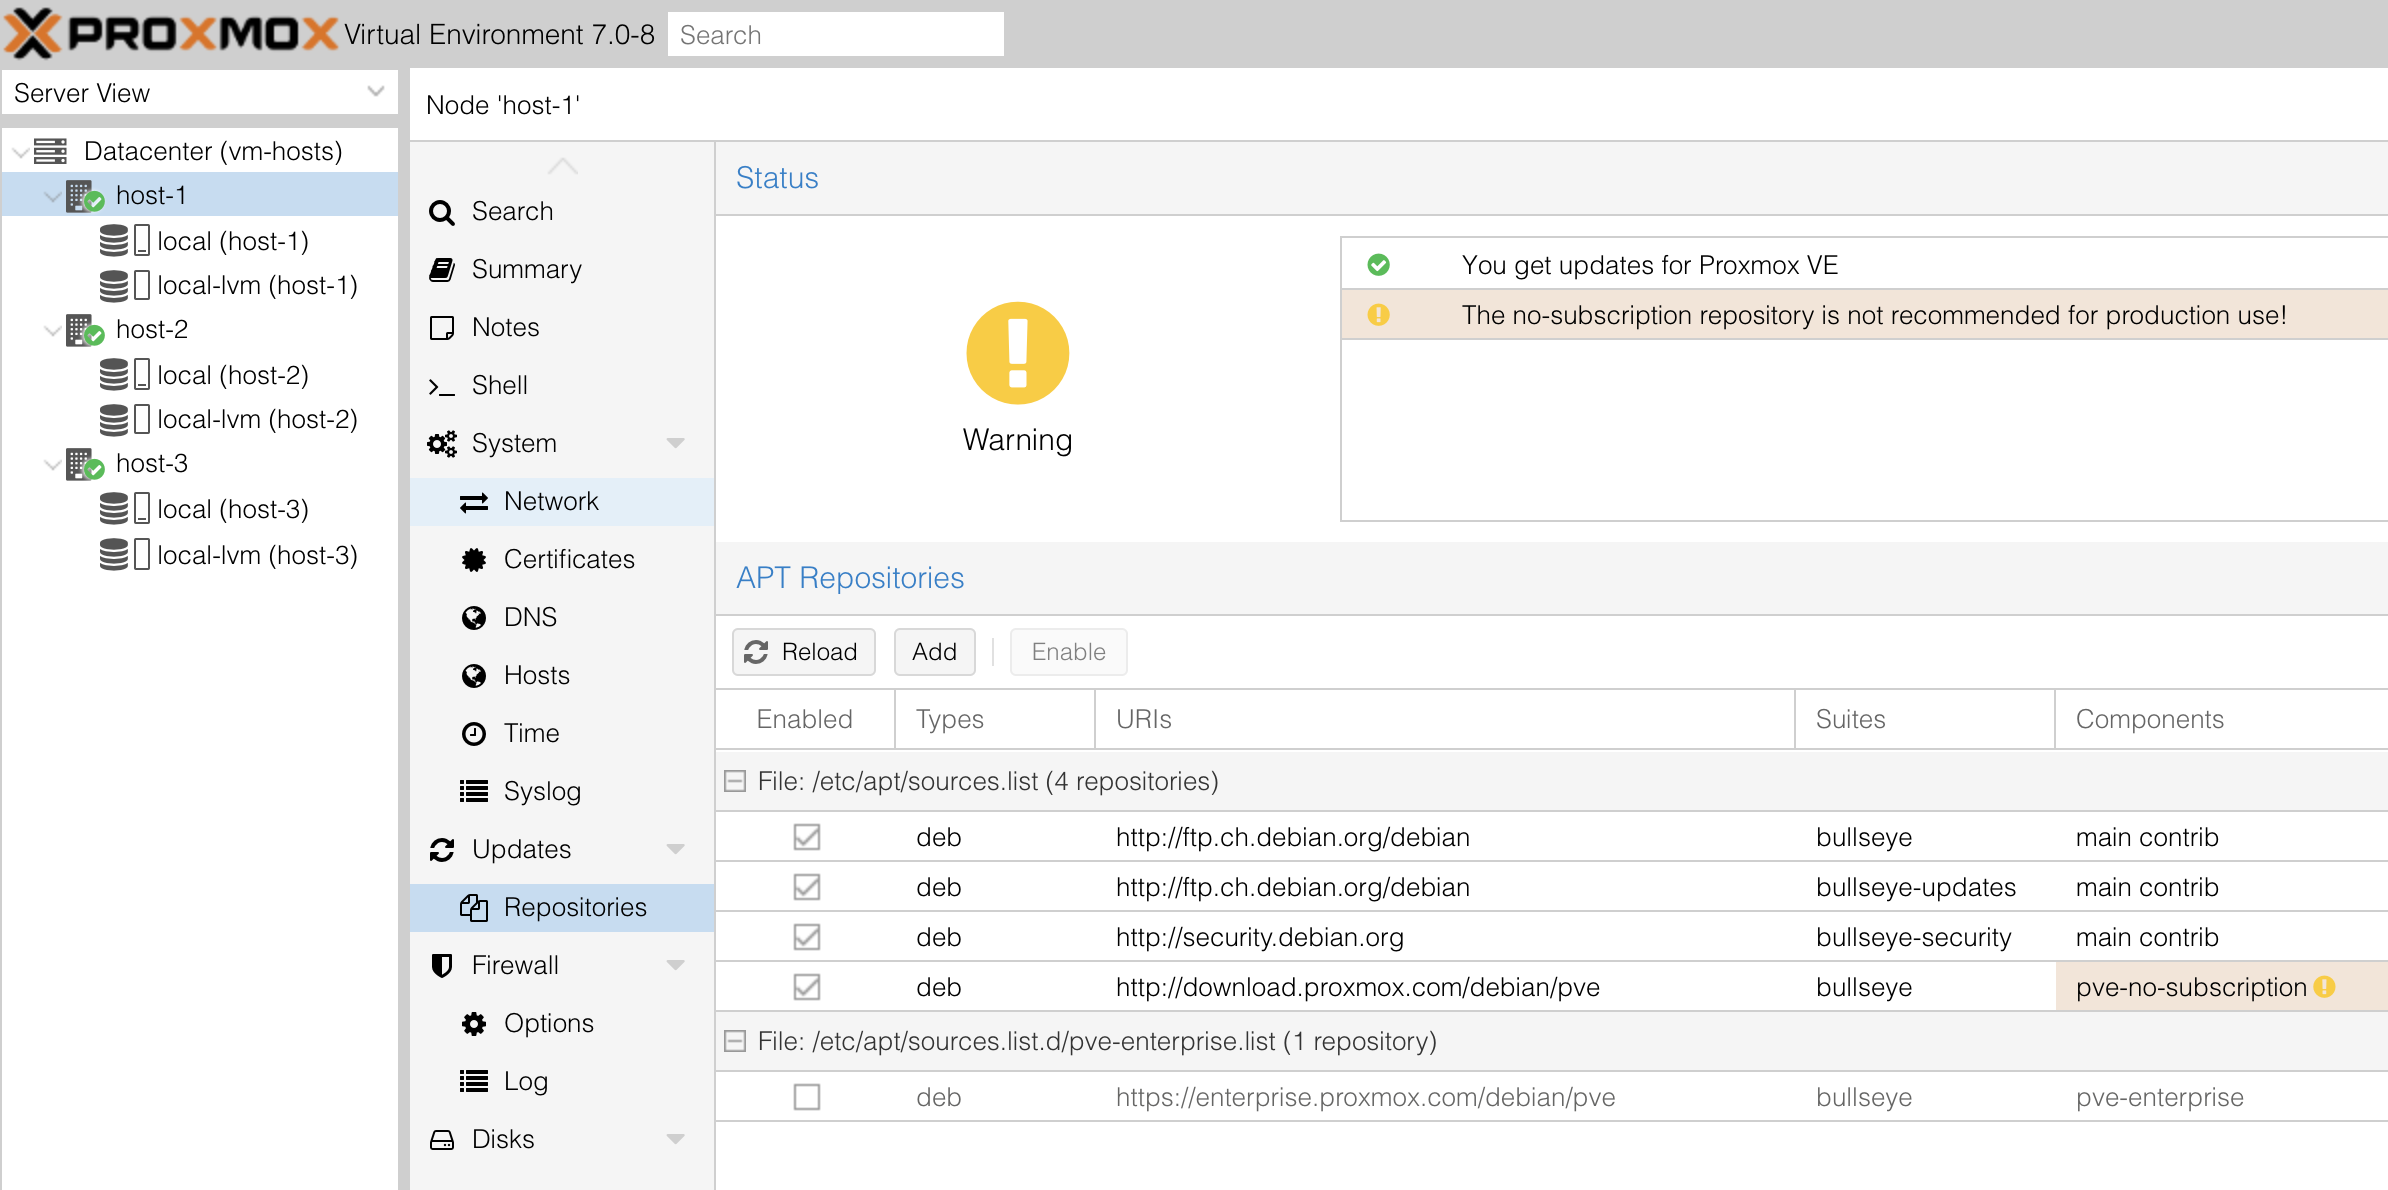 PROXMOX Virtual Environment 7.0-8 Search
Server View
Datacenter (vm-hosts)
host-1
local (host-1)
local-lvm (host-1)
host-2
local (host-2)
local-lvm (host-2)
host-3
local (host-3)
local-lvm (host-3)
Node 'host-1'
Search
Summary
Notes
Shell
System
Network
Certificates
DNS
Hosts
Time
Syslog
Updates
Repositories
Firewall
Options
Log
Disks
Status
Warning
You get updates for Proxmox VE
The no-subscription repository is not recommended for production use!
APT Repositories
Reload Add Enable
Enabled Types URIs Suites Components
File: /etc/apt/sources.list (4 repositories)
deb http://ftp.ch.debian.org/debian bullseye main contrib
deb http://ftp.ch.debian.org/debian bullseye-updates main contrib
deb http://security.debian.org bullseye-security main contrib
deb http://download.proxmox.com/debian/pve bullseye pve-no-subscription
File: /etc/apt/sources.list.d/pve-enterprise.list (1 repository)
deb https://enterprise.proxmox.com/debian/pve bullseye pve-enterprise